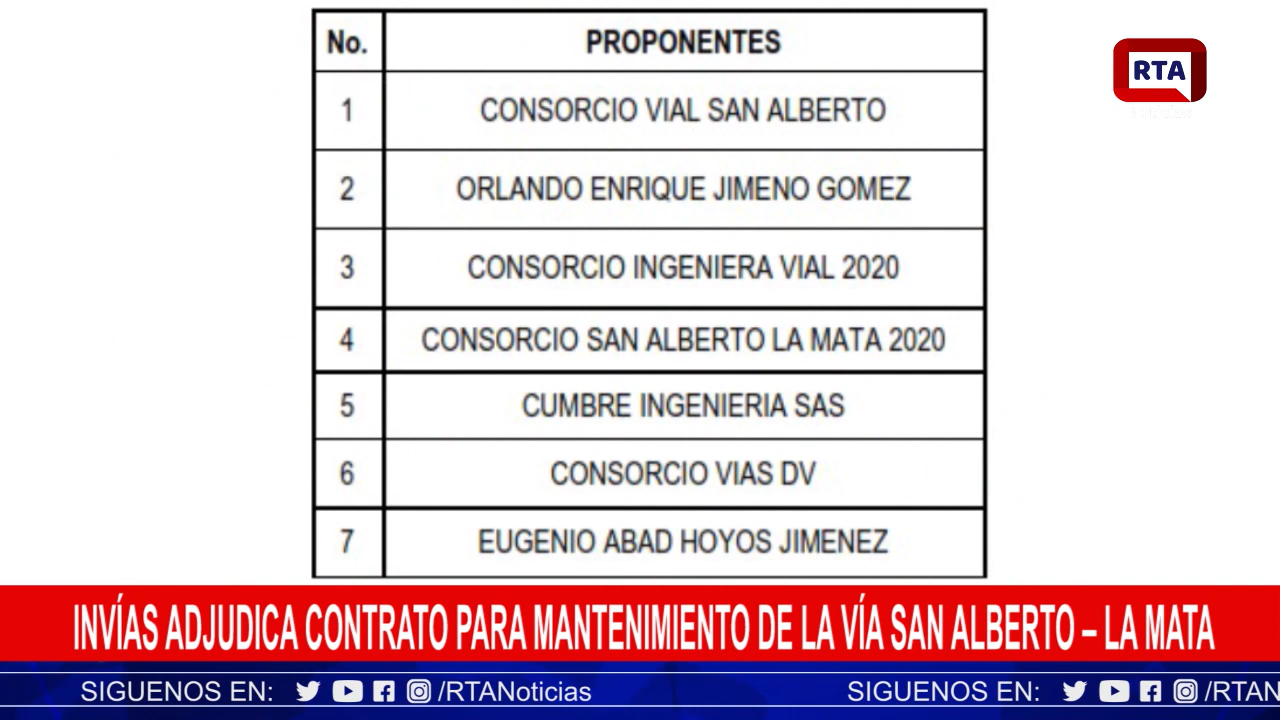 No. PROPONENTES
RTA
1 CONSORCIO VIAL SAN ALBERTO
2 ORLANDO ENRIQUE JIMENO GOMEZ
3 CONSORCIO INGENIERA VIAL 2020
4 CONSORCIO SAN ALBERTO LA MATA 2020
5 CUMBRE INGENIERIA SAS
6 CONSORCIO VIAS DV
7 EUGENIO ABAD HOYOS JIMENEZ
INVÍAS ADJUDICA CONTRATO PARA MANTENIMIENTO DE LA VÍA SAN ALBERTO – LA MATA
SIGUENOS EN: /RTANoticias SIGUENOS EN: /RTAN